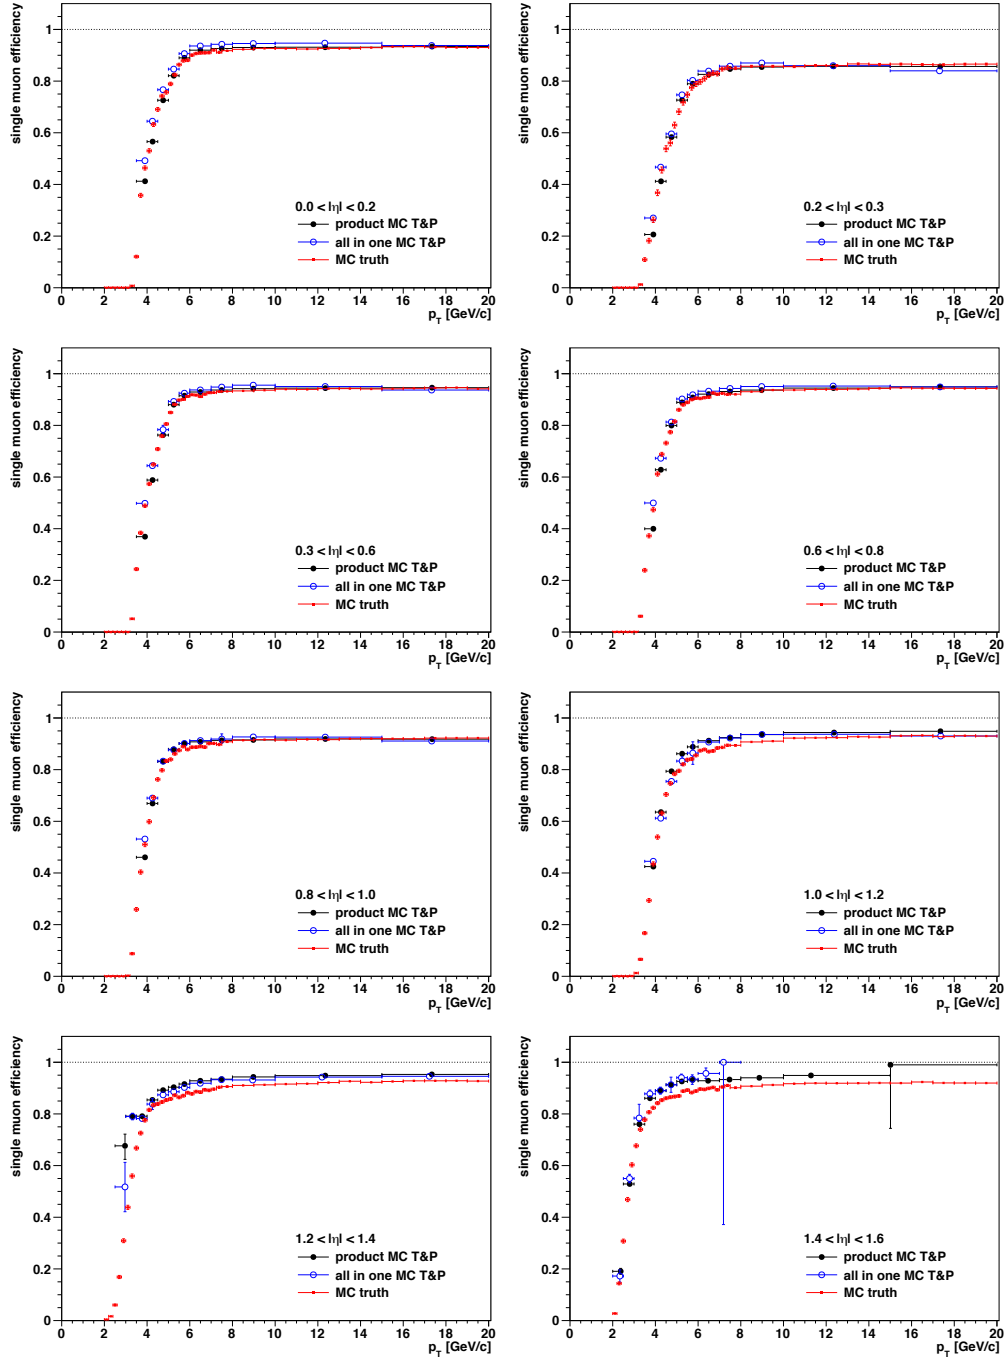 single muon efficiency
1
0.8
0.6
0.4
0.2
0
0.0 < |η| < 0.2
product MC T&P
all in one MC T&P
MC truth
0 2 4 6 8 10 12 14 16 18 20
p_T [GeV/c]
single muon efficiency
1
0.8
0.6
0.4
0.2
0
0.2 < |η| < 0.3
product MC T&P
all in one MC T&P
MC truth
0 2 4 6 8 10 12 14 16 18 20
p_T [GeV/c]
single muon efficiency
1
0.8
0.6
0.4
0.2
0
0.3 < |η| < 0.6
product MC T&P
all in one MC T&P
MC truth
0 2 4 6 8 10 12 14 16 18 20
p_T [GeV/c]
single muon efficiency
1
0.8
0.6
0.4
0.2
0
0.6 < |η| < 0.8
product MC T&P
all in one MC T&P
MC truth
0 2 4 6 8 10 12 14 16 18 20
p_T [GeV/c]
single muon efficiency
1
0.8
0.6
0.4
0.2
0
0.8 < |η| < 1.0
product MC T&P
all in one MC T&P
MC truth
0 2 4 6 8 10 12 14 16 18 20
p_T [GeV/c]
single muon efficiency
1
0.8
0.6
0.4
0.2
0
1.0 < |η| < 1.2
product MC T&P
all in one MC T&P
MC truth
0 2 4 6 8 10 12 14 16 18 20
p_T [GeV/c]
single muon efficiency
1
0.8
0.6
0.4
0.2
0
1.2 < |η| < 1.4
product MC T&P
all in one MC T&P
MC truth
0 2 4 6 8 10 12 14 16 18 20
p_T [GeV/c]
single muon efficiency
1
0.8
0.6
0.4
0.2
0
1.4 < |η| < 1.6
product MC T&P
all in one MC T&P
MC truth
0 2 4 6 8 10 12 14 16 18 20
p_T [GeV/c]